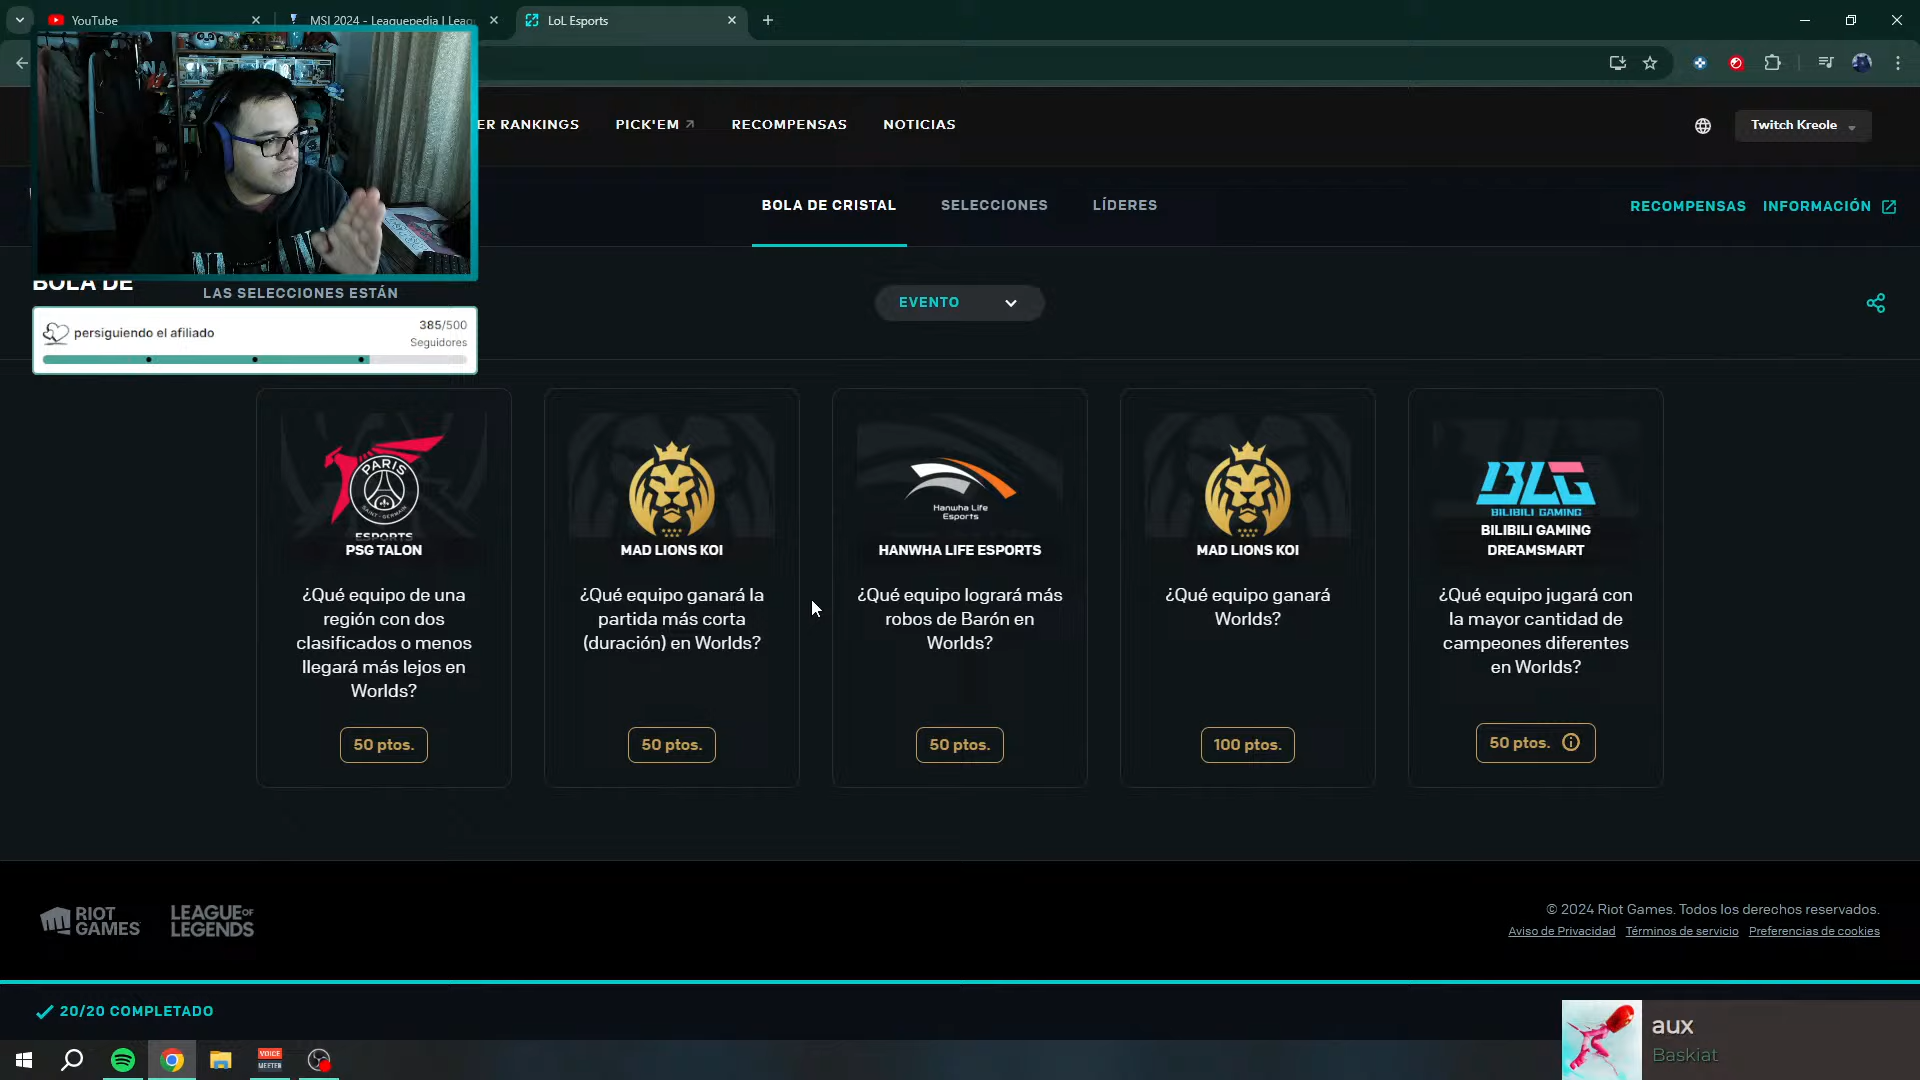 YouTube
MSI 2024 - Leaguepedia | Leagu
LoL Esports
ER RANKINGS
PICK'EM
RECOMPENSAS
NOTICIAS
Twitch Kreole
BOLA DE CRISTAL
SELECCIONES
LÍDERES
RECOMPENSAS
INFORMACIÓN
BOLA DE
LAS SELECCIONES ESTÁN
EVENTO
persiguiendo el afiliado
385/500
Seguidores
PARIS
SAINT-GERMAIN
ESPORTS
PSG TALON
¿Qué equipo de una
región con dos
clasificados o menos
llegará más lejos en
Worlds?
50 ptos.
MAD LIONS KOI
¿Qué equipo ganará la
partida más corta
(duración) en Worlds?
50 ptos.
Hanwha Life
Esports
HANWHA LIFE ESPORTS
¿Qué equipo logrará más
robos de Barón en
Worlds?
50 ptos.
MAD LIONS KOI
¿Qué equipo ganará
Worlds?
100 ptos.
BLG
BILIBILI GAMING
BILIBILI GAMING
DREAMSMART
¿Qué equipo jugará con
la mayor cantidad de
campeones diferentes
en Worlds?
50 ptos.
RIOT
GAMES
LEAGUE OF
LEGENDS
© 2024 Riot Games. Todos los derechos reservados.
Aviso de Privacidad Términos de servicio Preferencias de cookies
20/20 COMPLETADO
aux
Baskiat
VOICE
MEETER